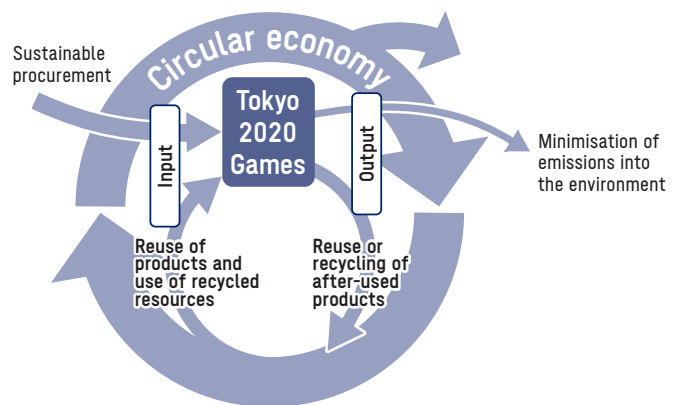 Circular economy
Sustainable
procurement
Tokyo
2020
Games
Input
Output
Minimisation of
emissions into
the environment
Reuse of
products and
use of recycled
resources
Reuse or
recycling of
after-used
products